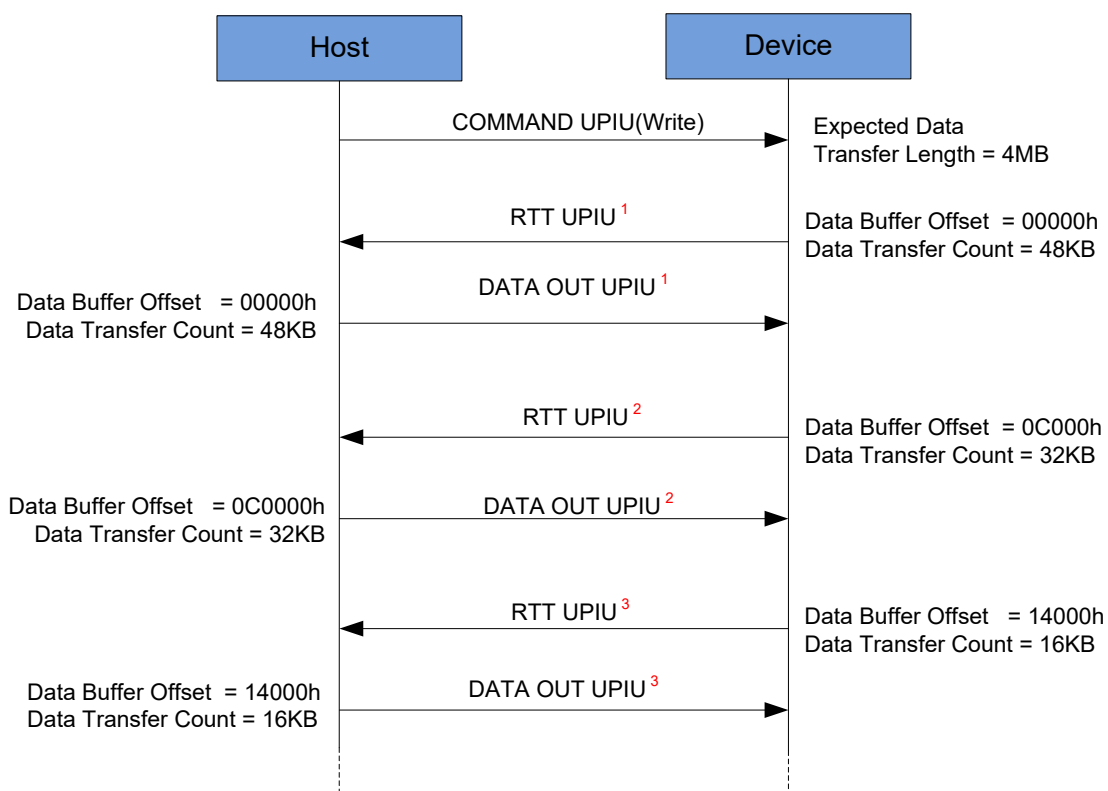 Host
Device
COMMAND UPIU(Write)
Expected Data
Transfer Length = 4MB
RTT UPIU 1
Data Buffer Offset = 00000h
Data Transfer Count = 48KB
DATA OUT UPIU 1
Data Buffer Offset = 00000h
Data Transfer Count = 48KB
RTT UPIU 2
Data Buffer Offset = 0C000h
Data Transfer Count = 32KB
DATA OUT UPIU 2
Data Buffer Offset = 0C0000h
Data Transfer Count = 32KB
RTT UPIU 3
Data Buffer Offset = 14000h
Data Transfer Count = 16KB
DATA OUT UPIU 3
Data Buffer Offset = 14000h
Data Transfer Count = 16KB